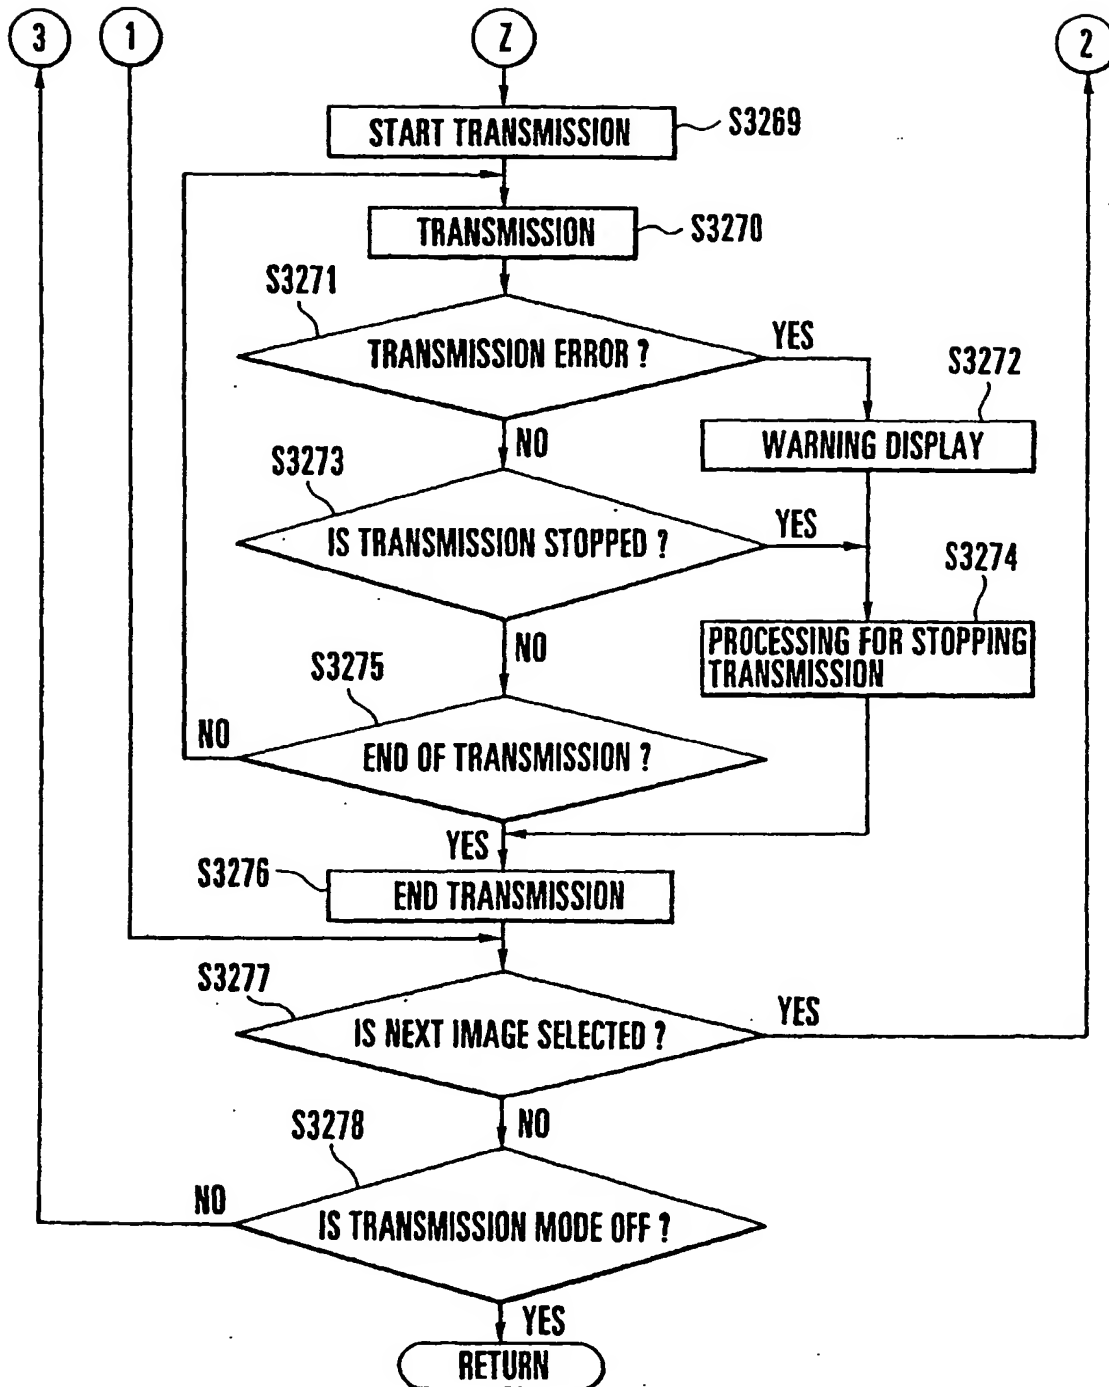 3
1
Z
2
START TRANSMISSION
S3269
TRANSMISSION
S3270
S3271
TRANSMISSION ERROR ?
YES
S3272
WARNING DISPLAY
NO
S3273
IS TRANSMISSION STOPPED ?
YES
S3274
PROCESSING FOR STOPPING
TRANSMISSION
NO
S3275
NO
END OF TRANSMISSION ?
YES
S3276
END TRANSMISSION
S3277
IS NEXT IMAGE SELECTED ?
YES
NO
S3278
NO
IS TRANSMISSION MODE OFF ?
YES
RETURN